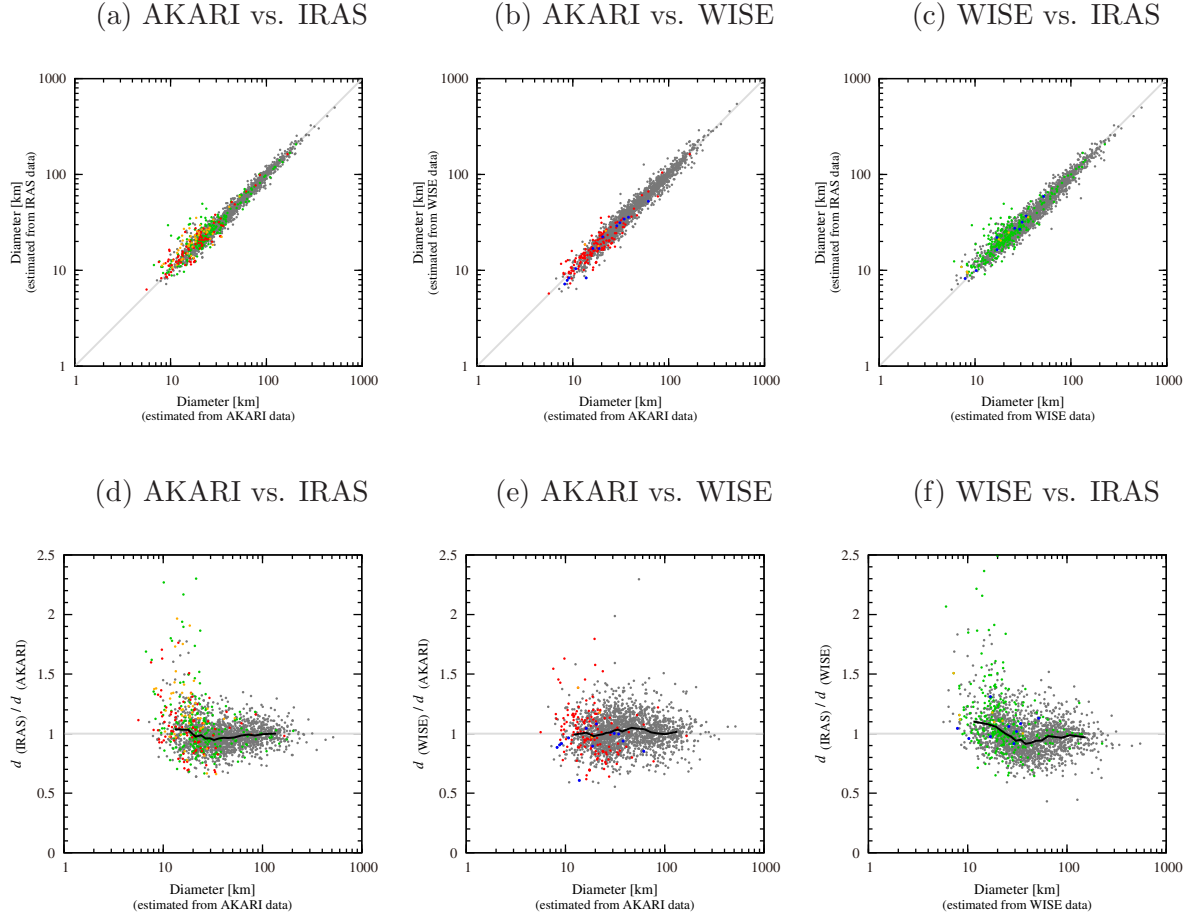 (a) AKARI vs. IRAS
(b) AKARI vs. WISE
(c) WISE vs. IRAS
1000
100
10
1
Diameter [km]
(estimated from IRAS data)
1
10
100
1000
Diameter [km]
(estimated from AKARI data)
1000
100
10
1
Diameter [km]
(estimated from WISE data)
1
10
100
1000
Diameter [km]
(estimated from AKARI data)
1000
100
10
1
Diameter [km]
(estimated from IRAS data)
1
10
100
1000
Diameter [km]
(estimated from WISE data)
(d) AKARI vs. IRAS
(e) AKARI vs. WISE
(f) WISE vs. IRAS
2.5
2
1.5
1
0.5
0
d (IRAS) / d (AKARI)
1
10
100
1000
Diameter [km]
(estimated from AKARI data)
2.5
2
1.5
1
0.5
0
d (WISE) / d (AKARI)
1
10
100
1000
Diameter [km]
(estimated from AKARI data)
2.5
2
1.5
1
0.5
0
d (IRAS) / d (WISE)
1
10
100
1000
Diameter [km]
(estimated from WISE data)